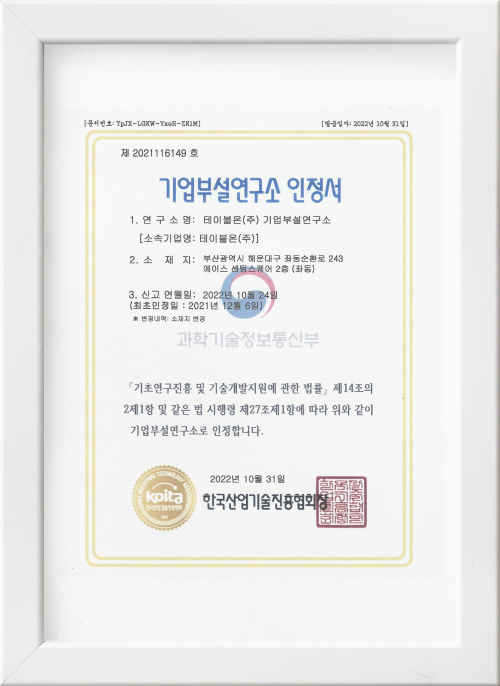 [문서번호: YpJX-LGKW-YxoH-ZKiM] [발급일자: 2022년 10월 31일]
제 2021116149 호
기업부설연구소 인정서
1. 연 구 소 명: 테이블온(주) 기업부설연구소
[소속기업명: 테이블온(주)]
2. 소 재 지: 부산광역시 해운대구 좌동순환로 243
에이스 센텀스퀘어 2층 (좌동)
3. 신고 연월일: 2022년 10월 24일
(최초인정일 : 2021년 12월 6일)
※ 변경내역: 소재지 변경
과학기술정보통신부
「기초연구진흥 및 기술개발지원에 관한 법률」제14조의
2제1항 및 같은 법 시행령 제27조제1항에 따라 위와 같이
기업부설연구소로 인정합니다.
2022년 10월 31일
koita
한국산업기술진흥협회장